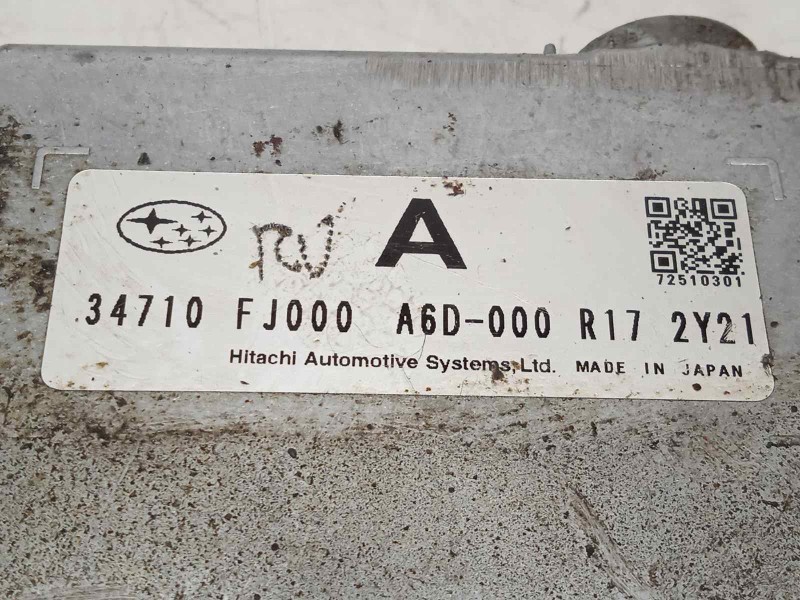 A
72510301
34710 FJ000 A6D-000 R17 2Y21
Hitachi Automotive Systems,Ltd. MADE IN JAPAN